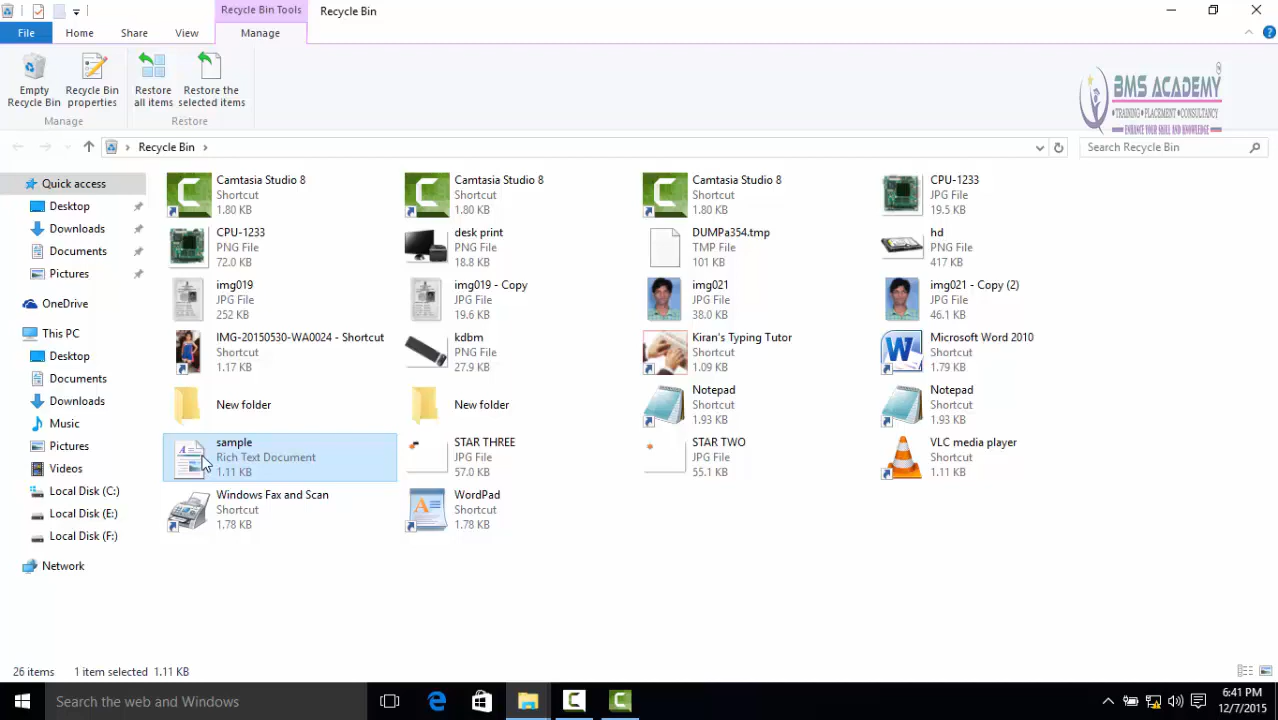 Recycle Bin Tools
Recycle Bin
File
Home
Share
View
Manage
Empty
Recycle Bin
Recycle Bin
properties
Restore
all items
Restore the
selected items
Manage
Restore
BMS ACADEMY
•TRAINING •PLACEMENT •CONSULTANCY
ENHANCE YOUR SKILL AND KNOWLEDGE
Recycle Bin
Search Recycle Bin
Quick access
Desktop
Downloads
Documents
Pictures
OneDrive
This PC
Desktop
Documents
Downloads
Music
Pictures
Videos
Local Disk (C:)
Local Disk (E:)
Local Disk (F:)
Network
Camtasia Studio 8
Shortcut
1.80 KB
Camtasia Studio 8
Shortcut
1.80 KB
Camtasia Studio 8
Shortcut
1.80 KB
CPU-1233
JPG File
19.5 KB
CPU-1233
PNG File
72.0 KB
desk print
PNG File
18.8 KB
DUMPa354.tmp
TMP File
101 KB
hd
PNG File
417 KB
img019
JPG File
252 KB
img019 - Copy
JPG File
19.6 KB
img021
JPG File
38.0 KB
img021 - Copy (2)
JPG File
46.1 KB
IMG-20150530-WA0024 - Shortcut
Shortcut
1.17 KB
kdbm
PNG File
27.9 KB
Kiran's Typing Tutor
Shortcut
1.09 KB
Microsoft Word 2010
Shortcut
1.79 KB
New folder
New folder
Notepad
Shortcut
1.93 KB
Notepad
Shortcut
1.93 KB
sample
Rich Text Document
1.11 KB
STAR THREE
JPG File
57.0 KB
STAR TWO
JPG File
55.1 KB
VLC media player
Shortcut
1.11 KB
Windows Fax and Scan
Shortcut
1.78 KB
WordPad
Shortcut
1.78 KB
26 items
1 item selected 1.11 KB
Search the web and Windows
6:41 PM
12/7/2015